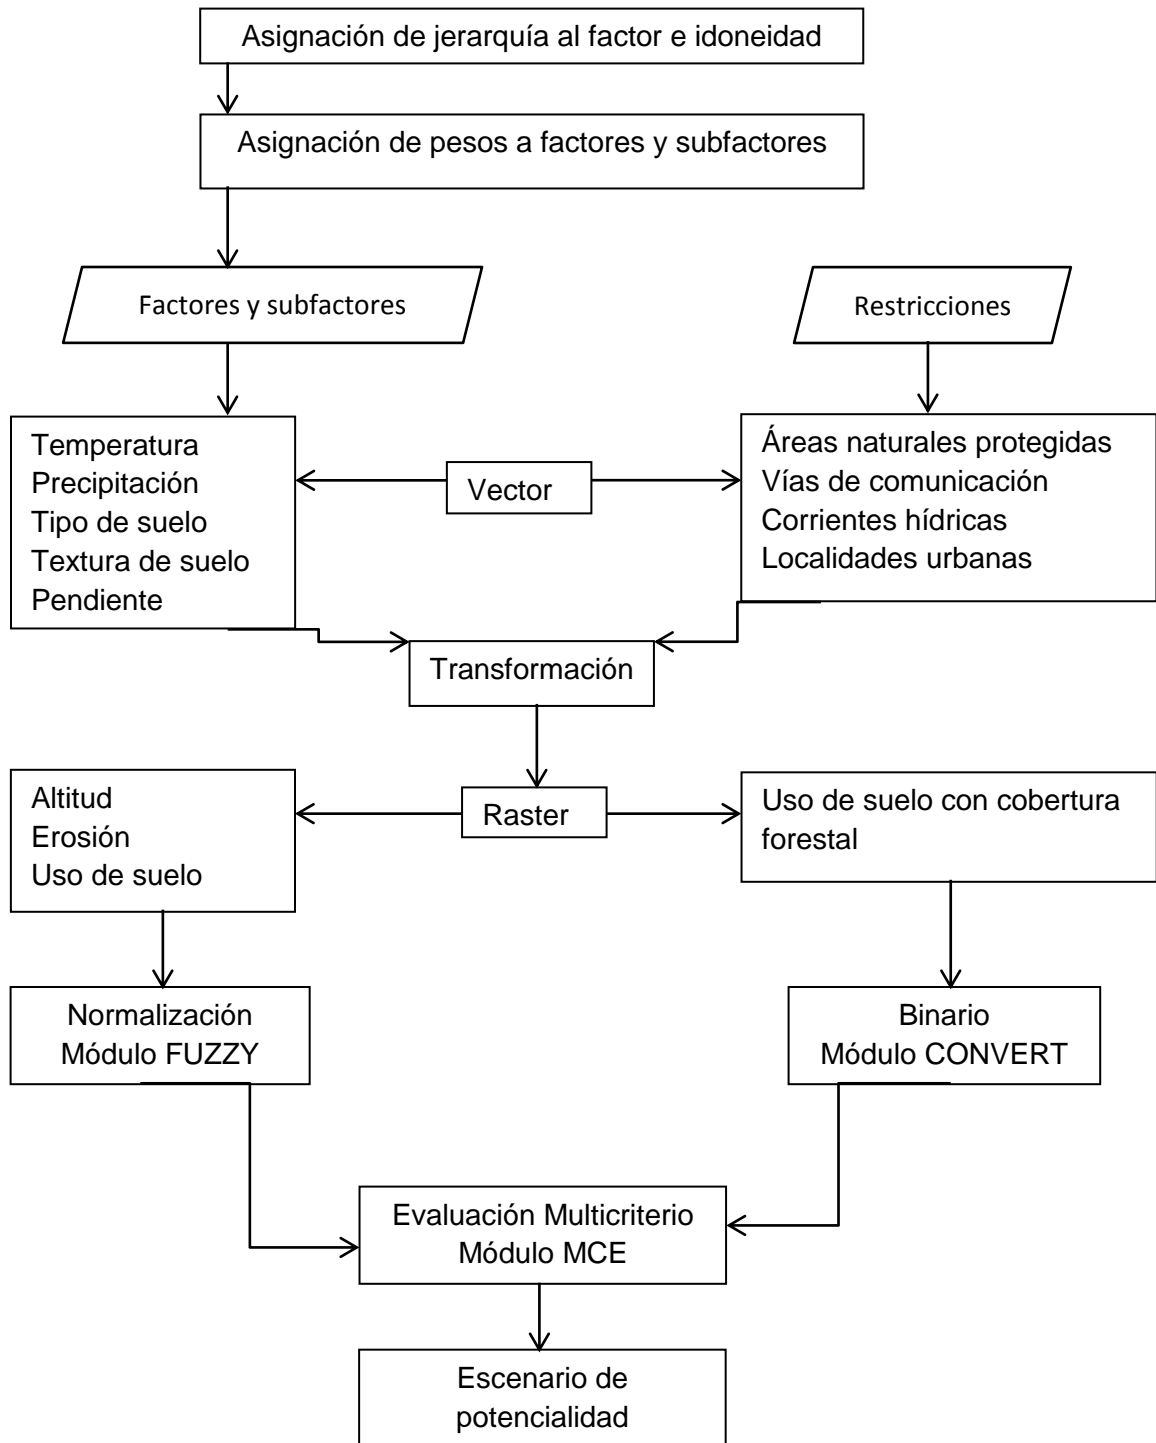 Asignación de jerarquía al factor e idoneidad
Asignación de pesos a factores y subfactores
Factores y subfactores
Restricciones
Temperatura
Precipitación
Tipo de suelo
Textura de suelo
Pendiente
Vector
Áreas naturales protegidas
Vías de comunicación
Corrientes hídricas
Localidades urbanas
Transformación
Altitud
Erosión
Uso de suelo
Raster
Uso de suelo con cobertura
forestal
Normalización
Módulo FUZZY
Binario
Módulo CONVERT
Evaluación Multicriterio
Módulo MCE
Escenario de
potencialidad